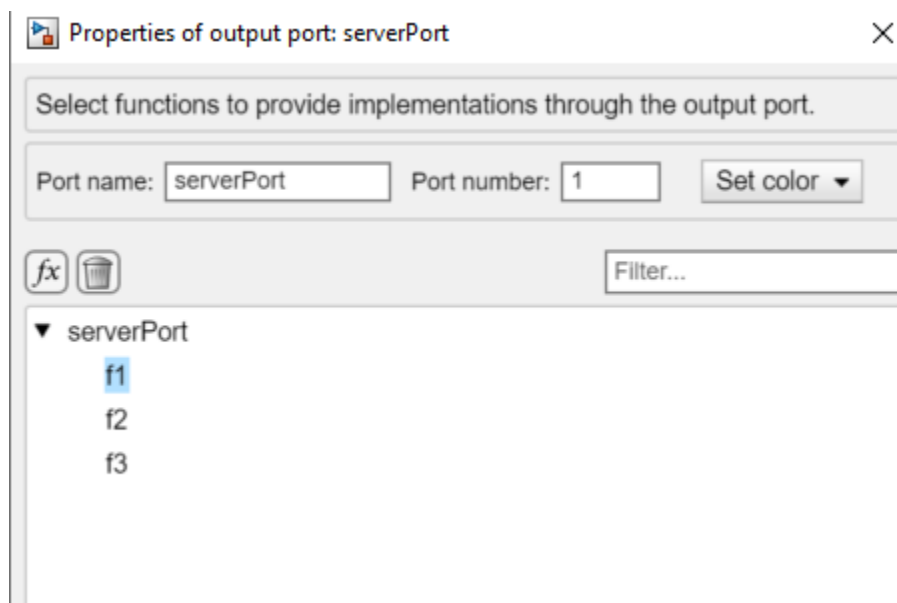 Properties of output port: serverPort
Select functions to provide implementations through the output port.
Port name: serverPort Port number: 1 Set color
fx Filter...
serverPort
f1
f2
f3